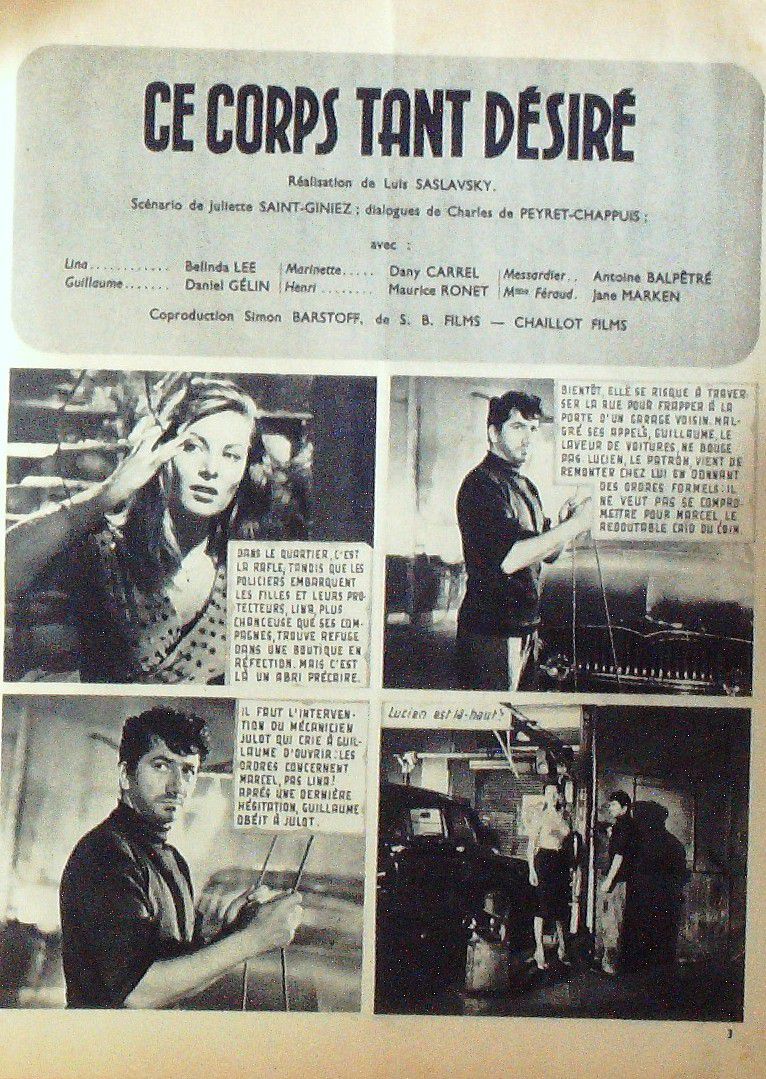 CE CORPS TANT DÉSIRÉ
Réalisation de Luis SASLAVSKY.
Scénario de Juliette SAINT-GINIEZ ; dialogues de Charles de PEYRET-CHAPPUIS ;
avec :
Lina............ Belinda LEE Marinette..... Dany CARREL Messardier.. Antoine BALPÊTRÉ
Guillaume....... Daniel GÉLIN Henri ........ Maurice RONET Mme Féraud. Jane MARKEN
Coproduction Simon BARSTOFF, de S. B. FILMS — CHAILLOT FILMS
DANS LE QUARTIER, C'EST
LA RAFLE, TANDIS QUE LES
POLICIERS EMBARQUENT
LES FILLES ET LEURS PRO-
TECTEURS, LINA, PLUS
CHANCEUSE QUE SES COM-
PAGNES, TROUVE REFUGE
DANS UNE BOUTIQUE EN
RÉFECTION. MAIS C'EST
LÀ UN ABRI PRÉCAIRE.
BIENTÔT, ELLE SE RISQUE À TRAVER-
SER LA RUE POUR FRAPPER À LA
PORTE D'UN GARAGE VOISIN. MAL-
GRÉ SES APPELS, GUILLAUME, LE
LAVEUR DE VOITURES, NE BOUGE
PAS. LUCIEN, LE PATRON, VIENT DE
REMONTER CHEZ LUI EN DONNANT
DES ORDRES FORMELS : IL
NE VEUT PAS SE COMPRO-
METTRE POUR MARCEL, LE
REDOUTABLE CAÏD DU COIN.
IL FAUT L'INTERVEN-
TION DU MÉCANICIEN
JULOT QUI CRIE À GUIL-
LAUME D'OUVRIR : LES
ORDRES CONCERNENT
MARCEL, PAS LINA !
APRÈS UNE DERNIÈRE
HÉSITATION, GUILLAUME
OBÉIT À JULOT.
Lucien est là-haut ?
3